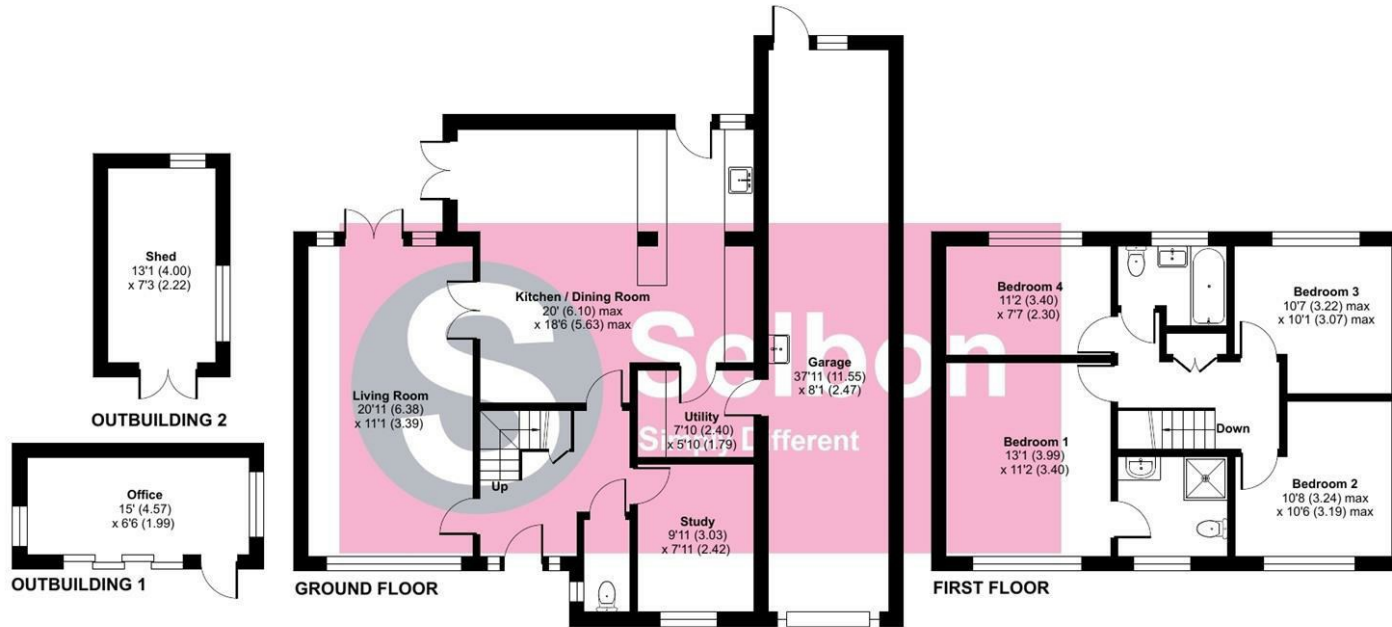 Shed
13'1 (4.00)
x 7'3 (2.22)
OUTBUILDING 2
Office
15' (4.57)
x 6'6 (1.99)
OUTBUILDING 1
Living Room
20'11 (6.38)
x 11'1 (3.39)
Kitchen / Dining Room
20' (6.10) max
x 18'6 (5.63) max
Up
Utility
7'10 (2.40)
x 5'10 (1.79)
Study
9'11 (3.03)
x 7'11 (2.42)
Garage
37'11 (11.55)
x 8'1 (2.47)
GROUND FLOOR
S
Selbon
Simply Different
Bedroom 4
11'2 (3.40)
x 7'7 (2.30)
Bedroom 3
10'7 (3.22) max
x 10'1 (3.07) max
Bedroom 1
13'1 (3.99)
x 11'2 (3.40)
Down
Bedroom 2
10'8 (3.24) max
x 10'6 (3.19) max
FIRST FLOOR